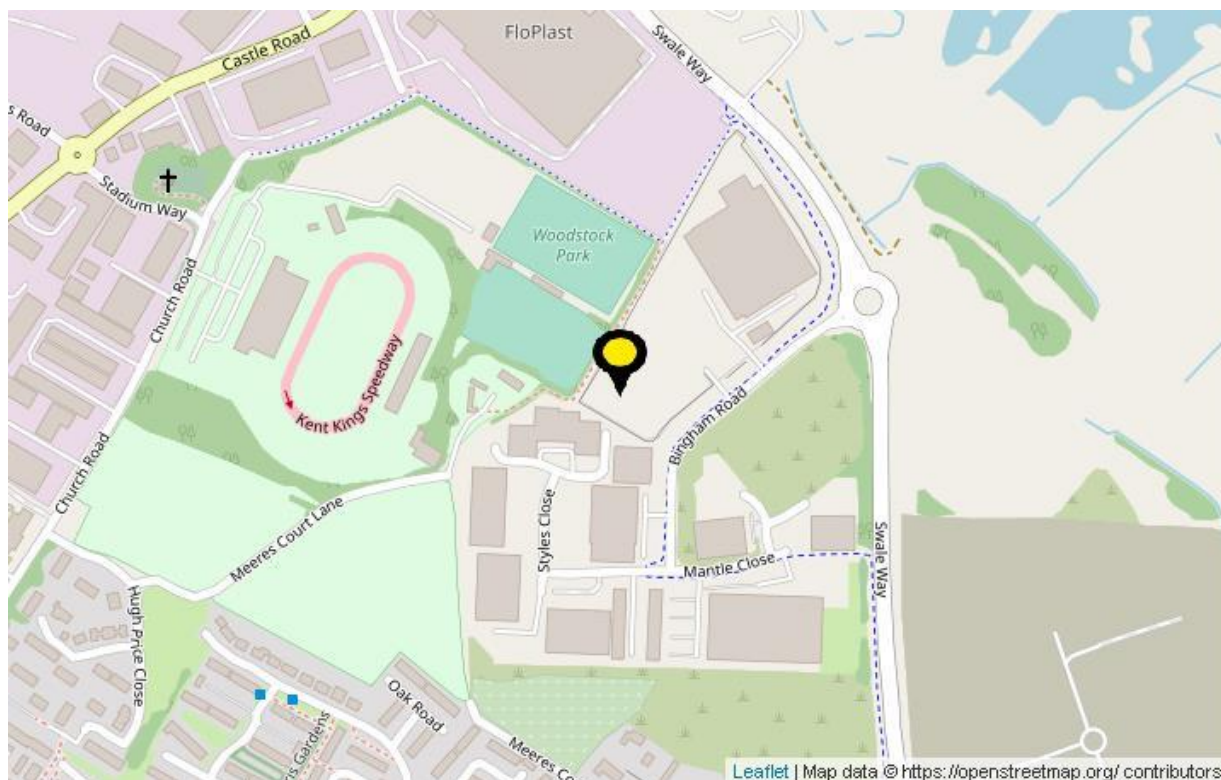 FloPlast
Castle Road
Swale Way
s Road
Stadium Way
Woodstock
Park
Church Road
Kent Kings Speedway
Bingham Road
Church Road
Meeres Court Lane
Styles Close
Mantle Close
Swale Way
Hugh Price Close
Oak Road
ns Gardens
Meeres Co
Leaflet | Map data © https://openstreetmap.org/ contributors